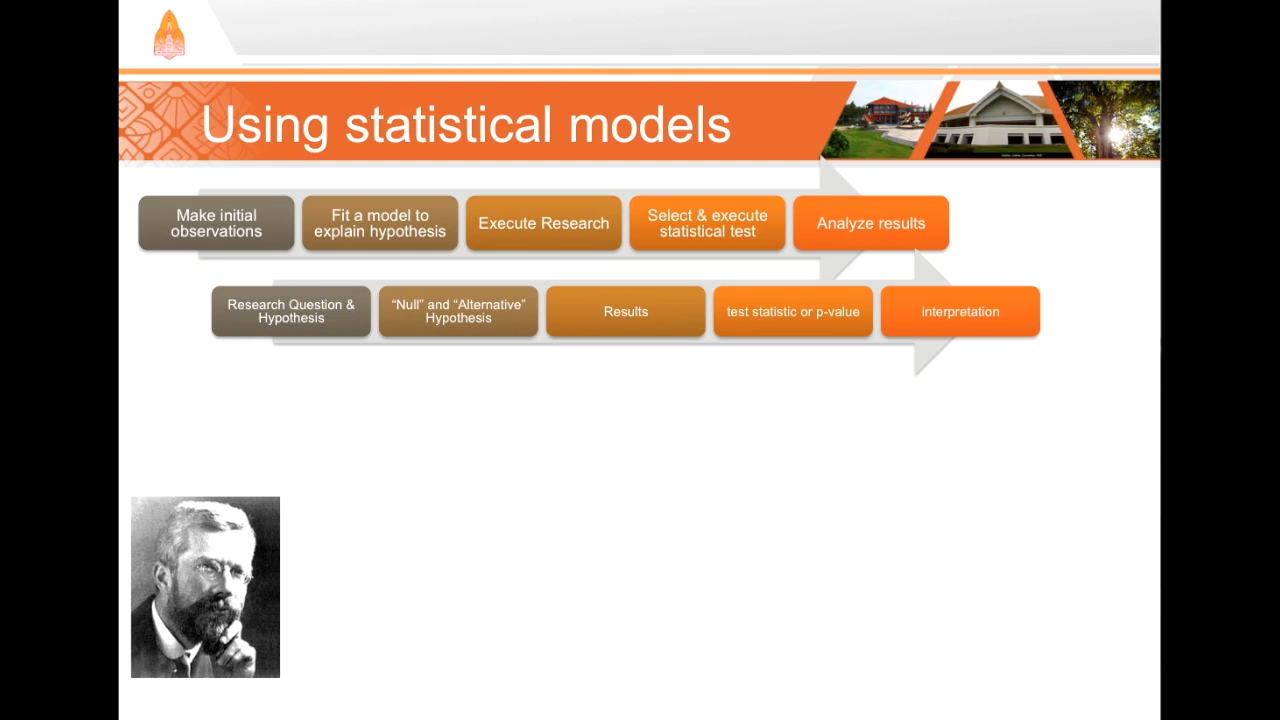 Using statistical models
Make initial
observations
Fit a model to
explain hypothesis
Execute Research
Select & execute
statistical test
Analyze results
Research Question &
Hypothesis
“Null” and “Alternative”
Hypothesis
Results
test statistic or p-value
interpretation